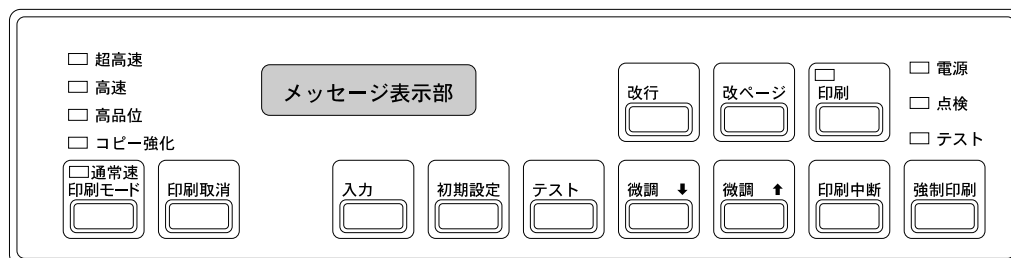 超高速
高速
高品位
コピー強化
通常速
印刷モード
印刷取消
メッセージ表示部
改行
改ページ
印刷
電源
点検
テスト
入力
初期設定
テスト
微調 ⬇
微調 ⬆
印刷中断
強制印刷